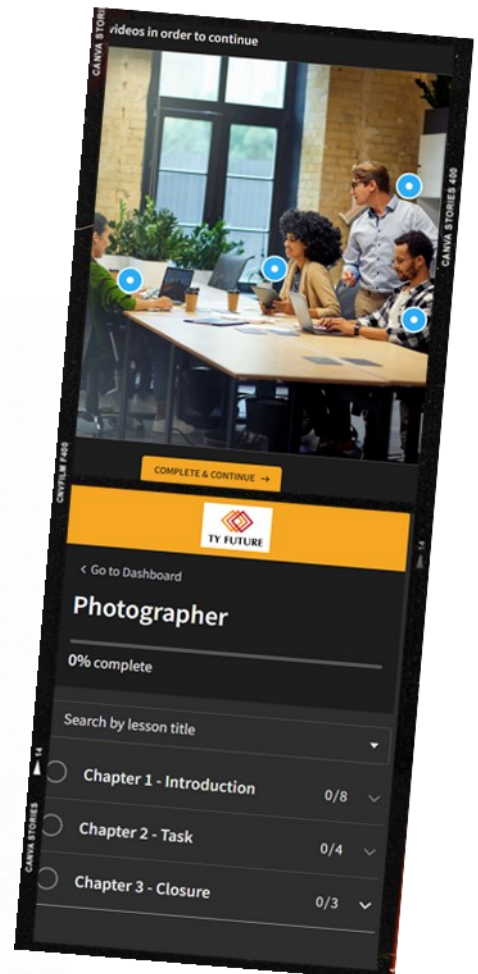 videos in order to continue
CANVA STORIES
CANVA STORIES 400
COMPLETE & CONTINUE →
CNVFILM F400
TY FUTURE
14
< Go to Dashboard
Photographer
0% complete
Search by lesson title
14
Chapter 1 - Introduction 0/8
Chapter 2 - Task 0/4
CANVA STORIES
Chapter 3 - Closure 0/3